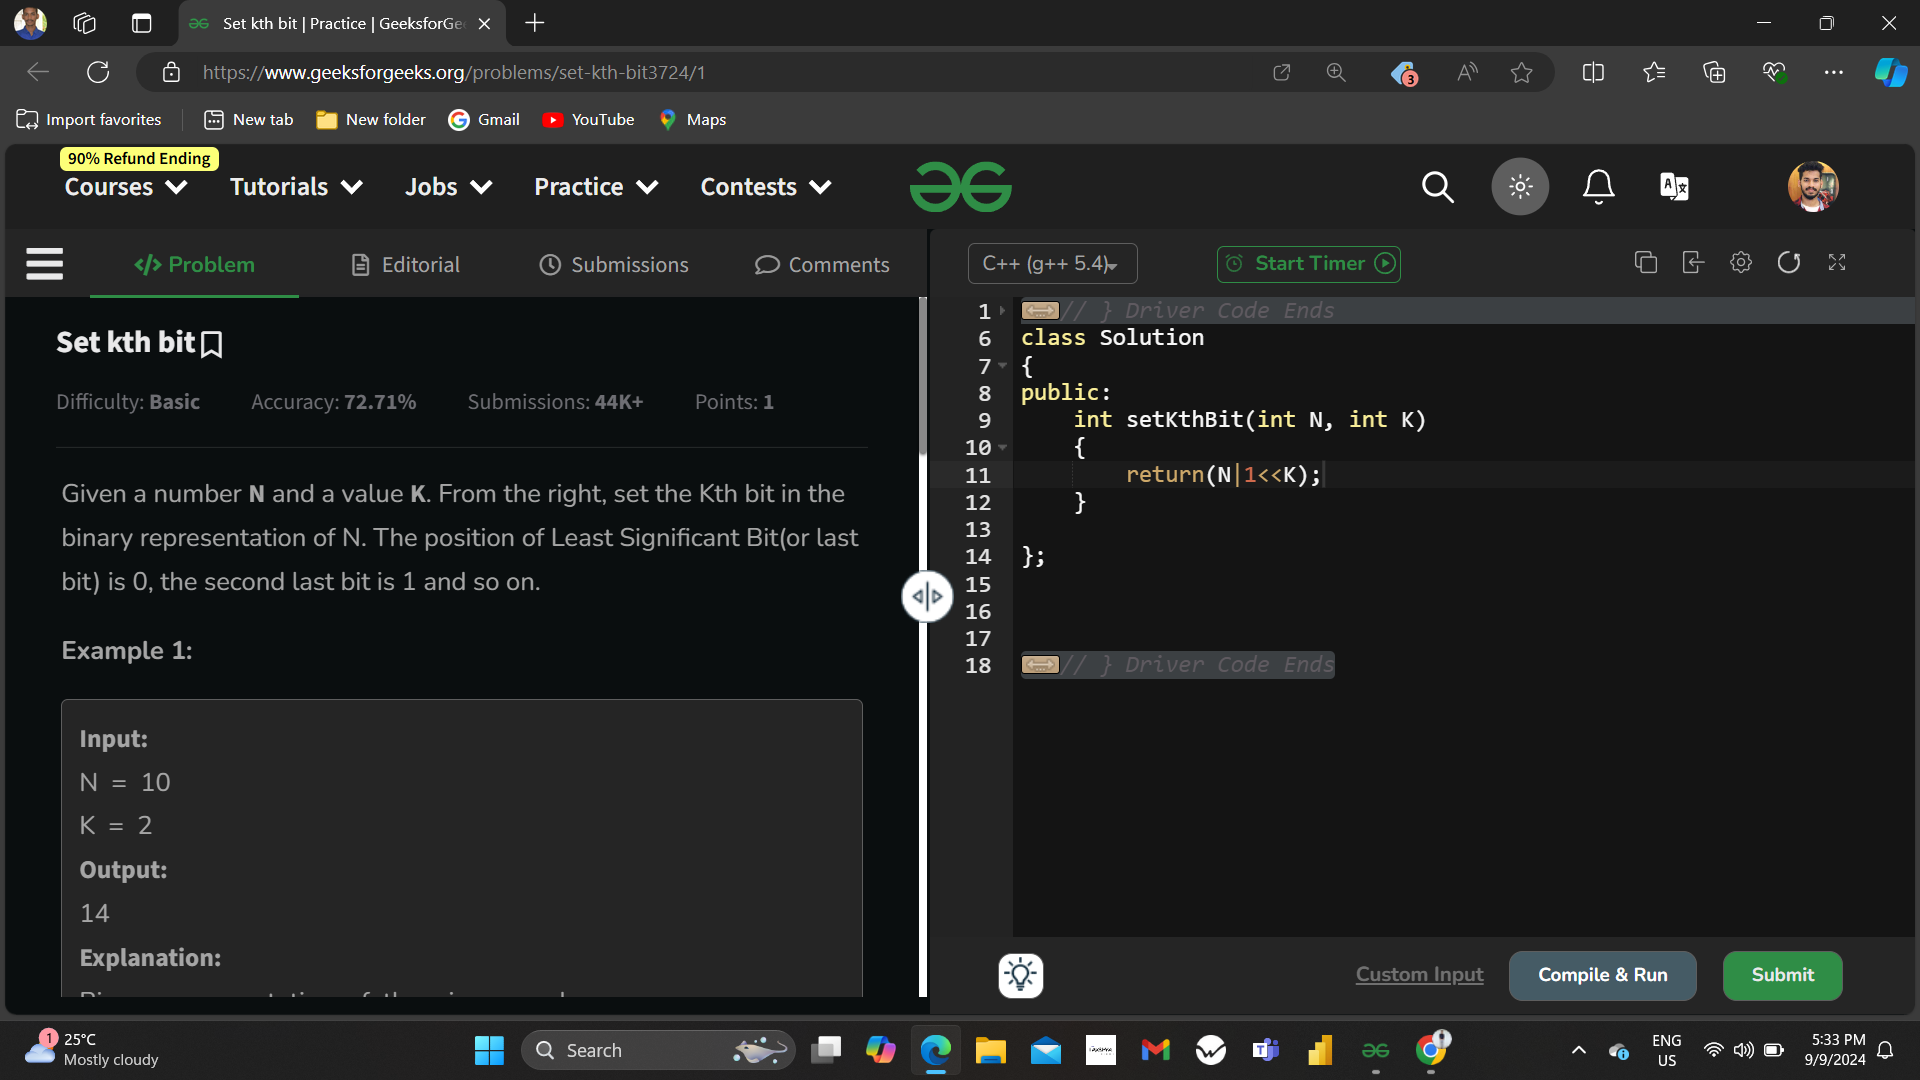 Set kth bit | Practice | GeeksforGe
https://www.geeksforgeeks.org/problems/set-kth-bit3724/1
3
Import favorites
New tab
New folder
Gmail
YouTube
Maps
90% Refund Ending
Courses
Tutorials
Jobs
Practice
Contests
</> Problem
Editorial
Submissions
Comments
C++ (g++ 5.4)
Start Timer
Set kth bit
Difficulty: Basic
Accuracy: 72.71%
Submissions: 44K+
Points: 1
Given a number N and a value K. From the right, set the Kth bit in the
binary representation of N. The position of Least Significant Bit(or last
bit) is 0, the second last bit is 1 and so on.
Example 1:
Input:
N = 10
K = 2
Output:
14
Explanation:
1 // } Driver Code Ends
6 class Solution
7 {
8 public:
9 int setKthBit(int N, int K)
10 {
11 return(N|1<<K);
12 }
13
14 };
15
16
17
18 // } Driver Code Ends
Custom Input
Compile & Run
Submit
1
25°C
Mostly cloudy
Search
ENG
US
5:33 PM
9/9/2024